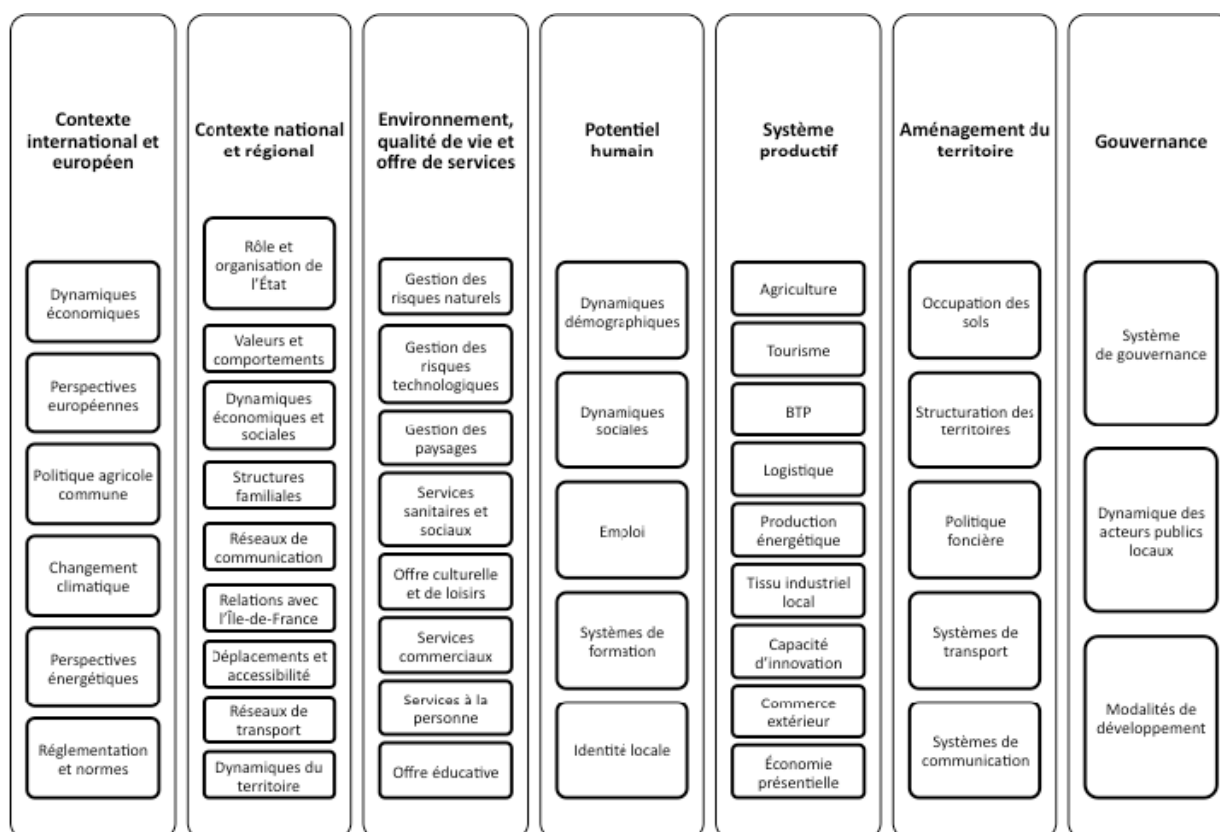 Contexte
international et
européen
Dynamiques
économiques
Perspectives
européennes
Politique agricole
commune
Changement
climatique
Perspectives
énergétiques
Réglementation
et normes
Contexte national
et régional
Rôle et
organisation de
l'État
Valeurs et
comportements
Dynamiques
économiques et
sociales
Structures
familiales
Réseaux de
communication
Relations avec
l'Île-de-France
Déplacements et
accessibilité
Réseaux de
transport
Dynamiques du
territoire
Environnement,
qualité de vie et
offre de services
Gestion des
risques naturels
Gestion des
risques
technologiques
Gestion des
paysages
Services
sanitaires et
sociaux
Offre culturelle
et de loisirs
Services
commerciaux
Services à la
personne
Offre éducative
Potentiel
humain
Dynamiques
démographiques
Dynamiques
sociales
Emploi
Systèmes de
formation
Identité locale
Système
productif
Agriculture
Tourisme
BTP
Logistique
Production
énergétique
Tissu industriel
local
Capacité
d'innovation
Commerce
extérieur
Économie
présentielle
Aménagement du
territoire
Occupation des
sols
Structuration des
territoires
Politique
foncière
Systèmes de
transport
Systèmes de
communication
Gouvernance
Système
de gouvernance
Dynamique des
acteurs publics
locaux
Modalités de
développement